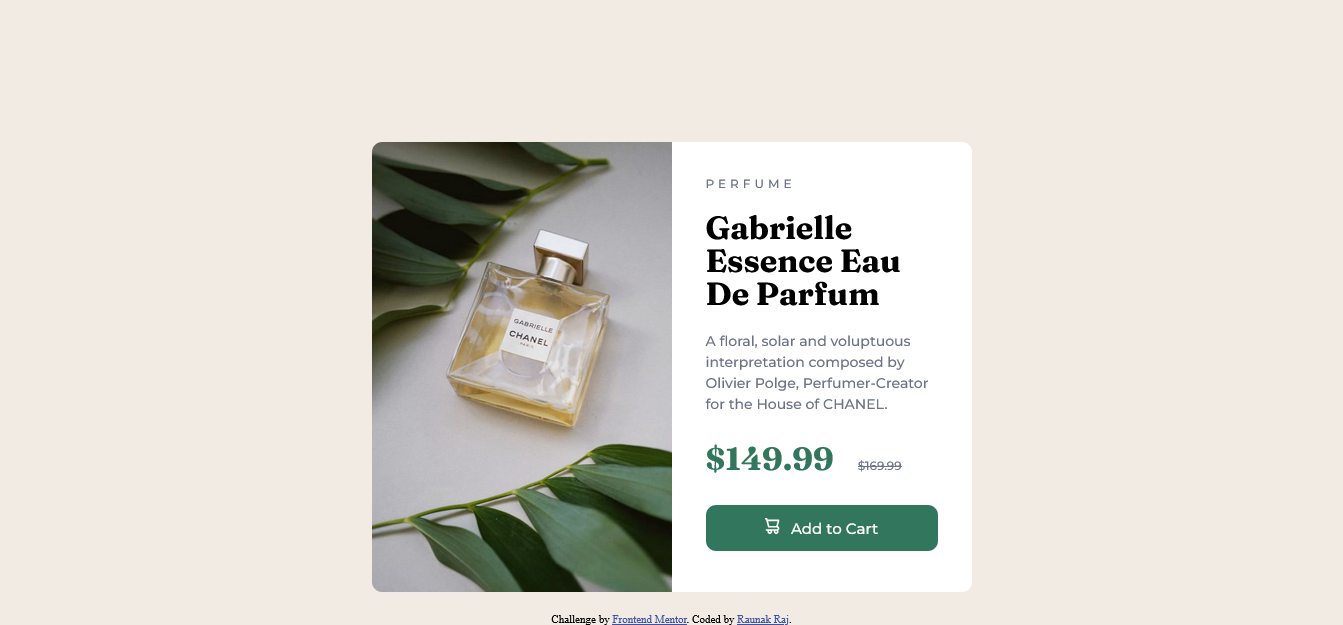 GABRIELLE
CHANEL
PARIS
PERFUME
Gabrielle
Essence Eau
De Parfum
A floral, solar and voluptuous
interpretation composed by
Olivier Polge, Perfumer-Creator
for the House of CHANEL.
$149.99 $169.99
Add to Cart
Challenge by Frontend Mentor. Coded by Raunak Raj.